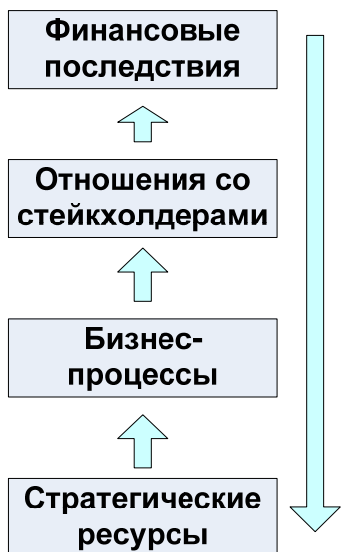 Финансовые
последствия
Отношения со
стейкхолдерами
Бизнес-
процессы
Стратегические
ресурсы